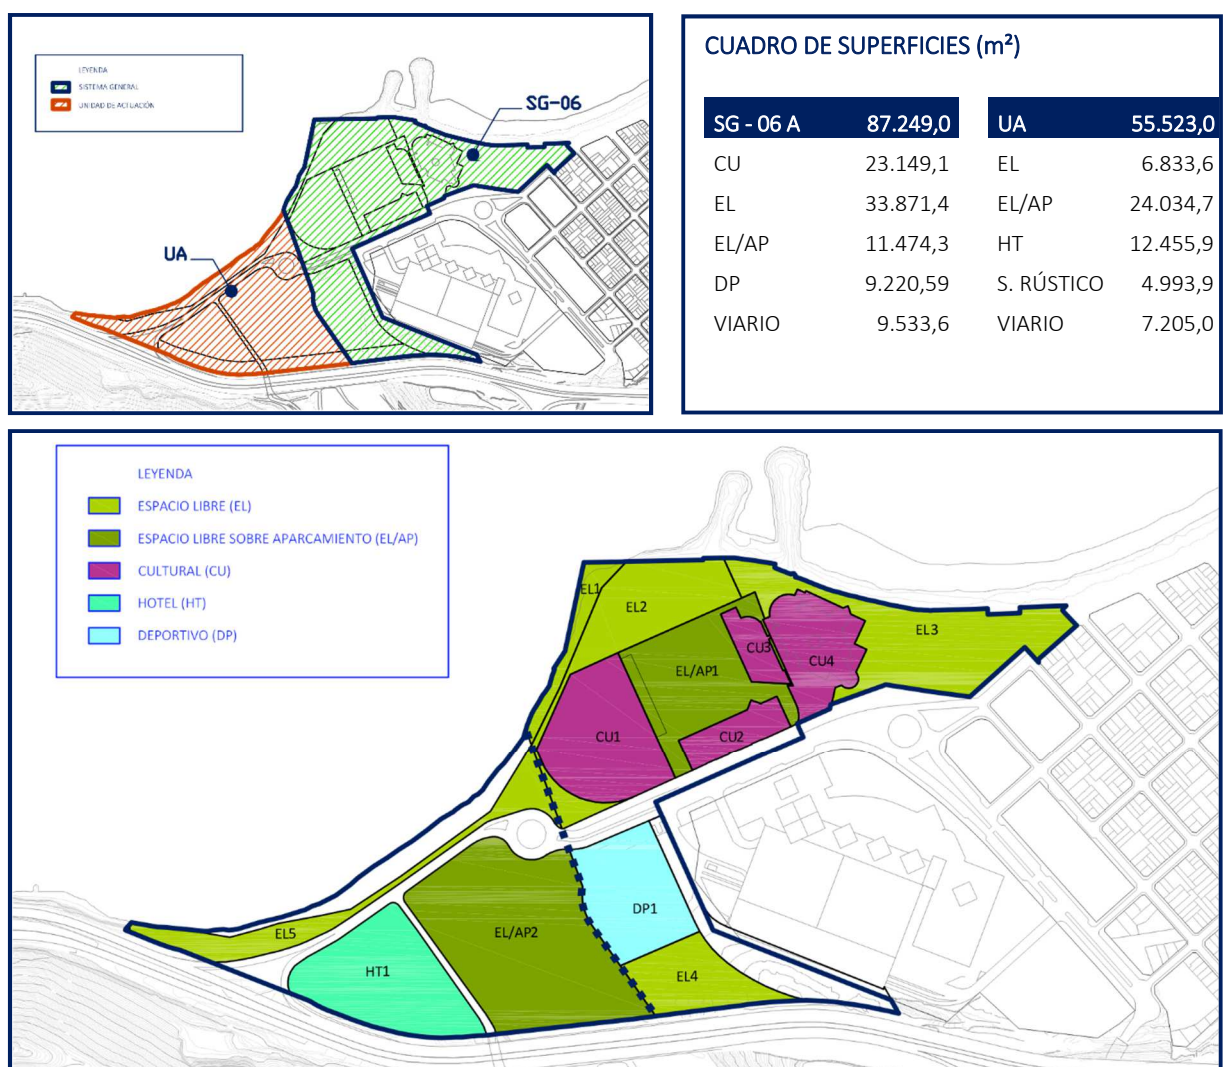 LEYENDA
SISTEMA GENERAL
UNIDAD DE ACTUACIÓN
SG-06
UA
CUADRO DE SUPERFICIES (m²)
SG - 06 A 87.249,0 UA 55.523,0
CU 23.149,1 EL 6.833,6
EL 33.871,4 EL/AP 24.034,7
EL/AP 11.474,3 HT 12.455,9
DP 9.220,59 S. RÚSTICO 4.993,9
VIARIO 9.533,6 VIARIO 7.205,0
LEYENDA
ESPACIO LIBRE (EL)
ESPACIO LIBRE SOBRE APARCAMIENTO (EL/AP)
CULTURAL (CU)
HOTEL (HT)
DEPORTIVO (DP)
EL1
EL2
EL3
CU3
CU4
EL/AP1
CU1
CU2
DP1
EL5
EL/AP2
HT1
EL4